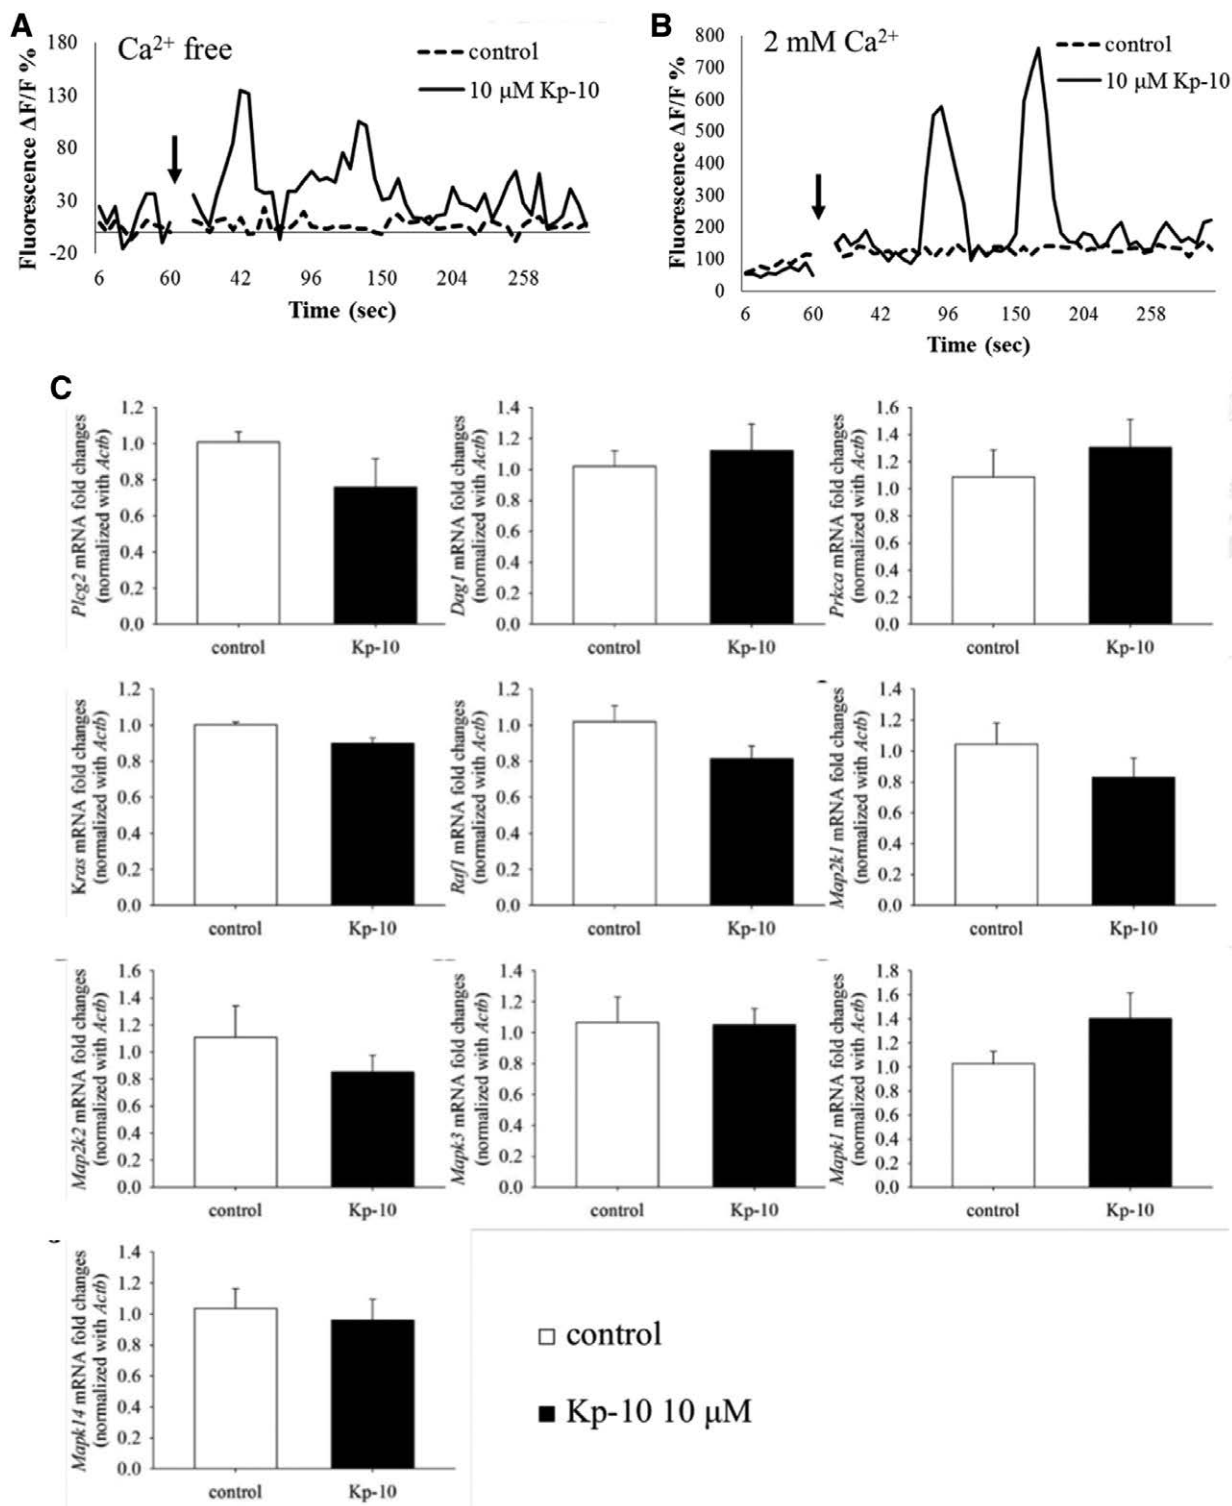 A
Ca²⁺ free
control
10 μM Kp-10
Fluorescence ΔF/F %
180
130
80
30
-20
6 60 42 96 150 204 258
Time (sec)
B
2 mM Ca²⁺
control
10 μM Kp-10
Fluorescence ΔF/F %
800
700
600
500
400
300
200
100
0
6 60 42 96 150 204 258
Time (sec)
C
Plcg2 mRNA fold changes
(normalized with Actb)
1.2
1.0
0.8
0.6
0.4
0.2
0.0
control Kp-10
Dag1 mRNA fold changes
(normalized with Actb)
1.4
1.2
1.0
0.8
0.6
0.4
0.2
0.0
control Kp-10
Prkca mRNA fold changes
(normalized with Actb)
1.6
1.4
1.2
1.0
0.8
0.6
0.4
0.2
0.0
control Kp-10
Kras mRNA fold changes
(normalized with Actb)
1.2
1.0
0.8
0.6
0.4
0.2
0.0
control Kp-10
Raf1 mRNA fold changes
(normalized with Actb)
1.2
1.0
0.8
0.6
0.4
0.2
0.0
control Kp-10
Map2k1 mRNA fold changes
(normalized with Actb)
1.4
1.2
1.0
0.8
0.6
0.4
0.2
0.0
control Kp-10
Map2k2 mRNA fold changes
(normalized with Actb)
1.6
1.4
1.2
1.0
0.8
0.6
0.4
0.2
0.0
control Kp-10
Mapk3 mRNA fold changes
(normalized with Actb)
1.4
1.2
1.0
0.8
0.6
0.4
0.2
0.0
control Kp-10
Mapk1 mRNA fold changes
(normalized with Actb)
1.8
1.6
1.4
1.2
1.0
0.8
0.6
0.4
0.2
0.0
control Kp-10
Mapk14 mRNA fold changes
(normalized with Actb)
1.4
1.2
1.0
0.8
0.6
0.4
0.2
0.0
control Kp-10
control
Kp-10 10 μM